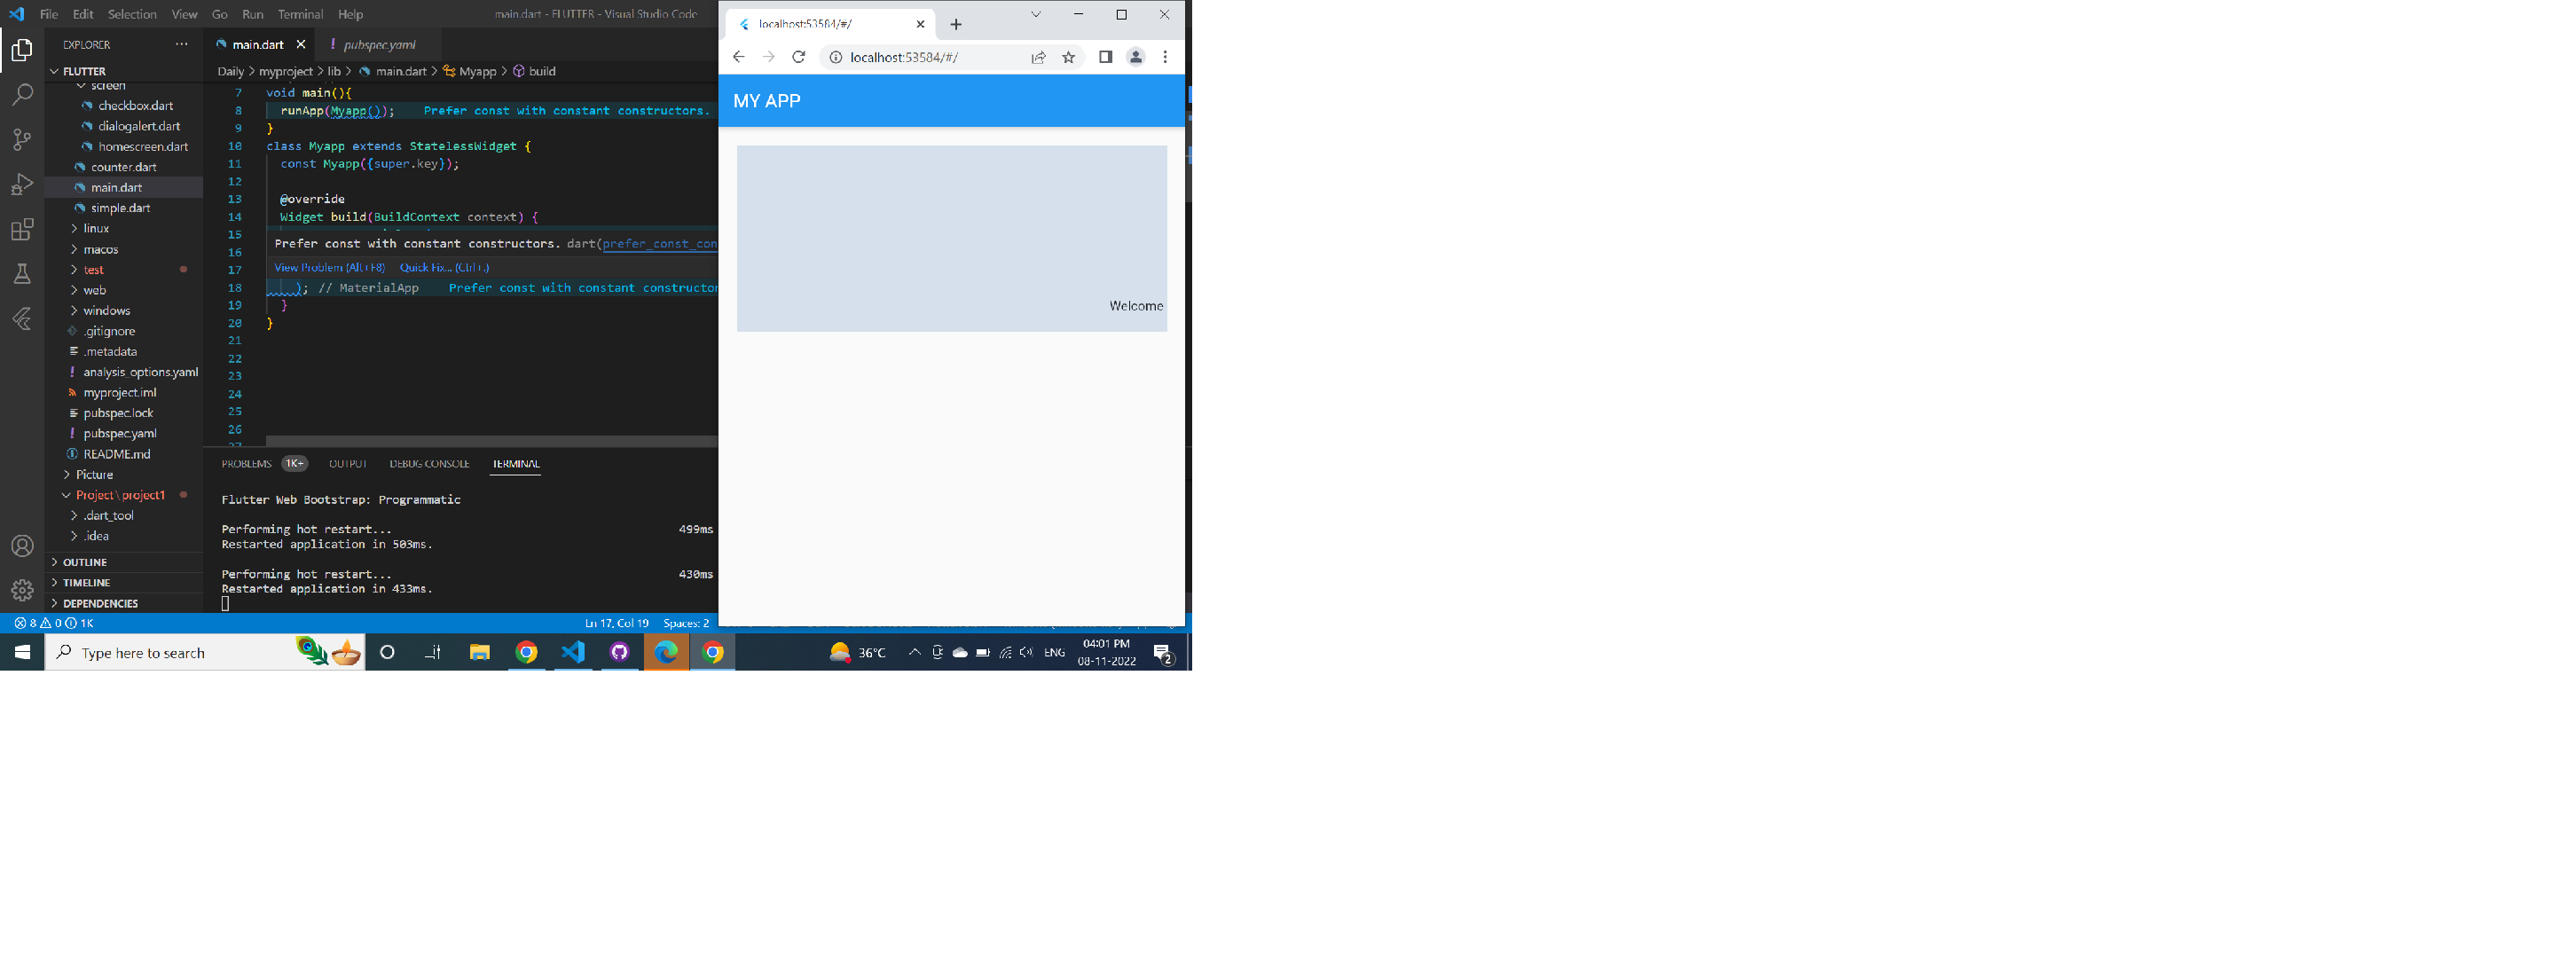 File Edit Selection View Go Run Terminal Help
main.dart - FLUTTER - Visual Studio Code
EXPLORER
FLUTTER
screen
checkbox.dart
dialogalert.dart
homescreen.dart
counter.dart
main.dart
simple.dart
linux
macos
test
web
windows
.gitignore
.metadata
analysis_options.yaml
myproject.iml
pubspec.lock
pubspec.yaml
README.md
Picture
Project \ project1
.dart_tool
.idea
OUTLINE
TIMELINE
DEPENDENCIES
main.dart
pubspec.yaml
Daily > myproject > lib > main.dart > Myapp > build
7 void main(){
8 runApp(Myapp()); Prefer const with constant constructors.
9 }
10 class Myapp extends StatelessWidget {
11 const Myapp({super.key});
12
13 @override
14 Widget build(BuildContext context) {
15
Prefer const with constant constructors. dart(prefer_const_con
16
17
View Problem (Alt+F8) Quick Fix... (Ctrl+.)
18 ); // MaterialApp Prefer const with constant constructor
19 }
20 }
21
22
23
24
25
26
27
PROBLEMS 1K+ OUTPUT DEBUG CONSOLE TERMINAL
Flutter Web Bootstrap: Programmatic
Performing hot restart... 499ms
Restarted application in 503ms.
Performing hot restart... 430ms
Restarted application in 433ms.
8 0 1K
Ln 17, Col 19 Spaces: 2
localhost:53584/#/
localhost:53584/#/
MY APP
Welcome
Type here to search
36°C
ENG
04:01 PM
08-11-2022
2